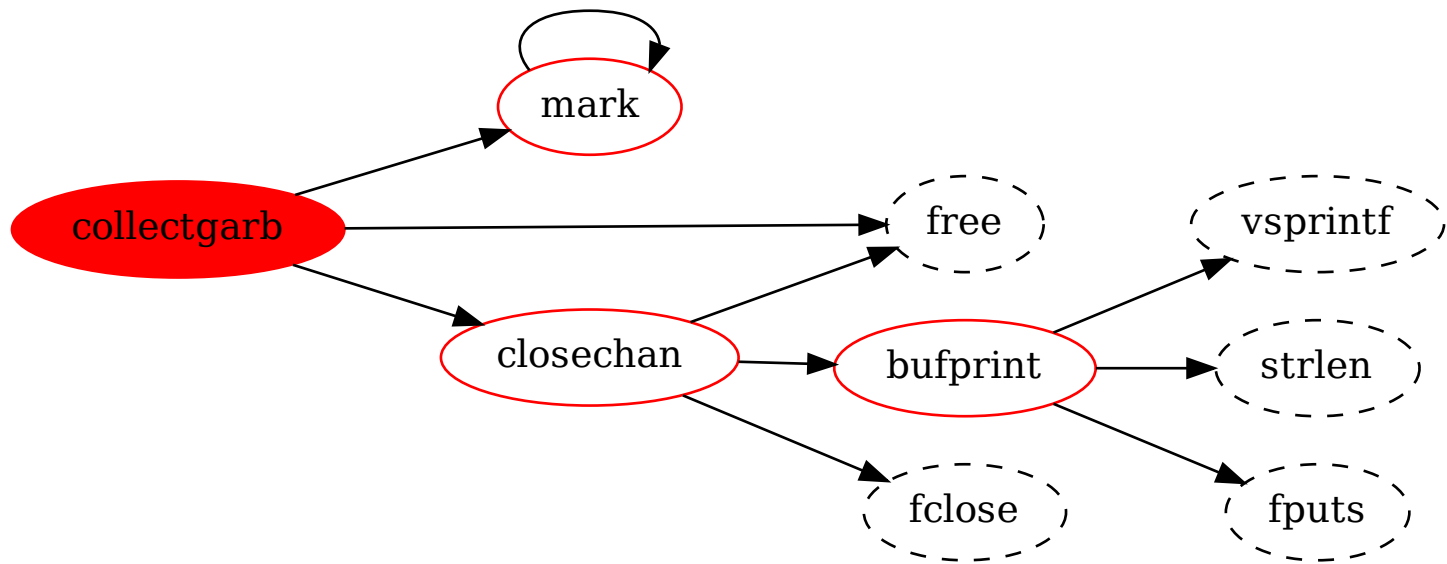 mark
collectgarb
free
vsprintf
closechan
bufprint
strlen
fclose
fputs